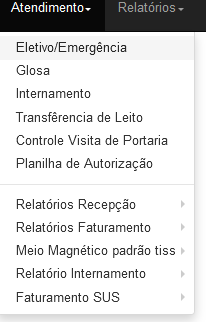 Atendimento Relatórios
Eletivo/Emergência
Glosa
Internamento
Transfêrencia de Leito
Controle Visita de Portaria
Planilha de Autorização
Relatórios Recepção
Relatórios Faturamento
Meio Magnético padrão tiss
Relatório Internamento
Faturamento SUS